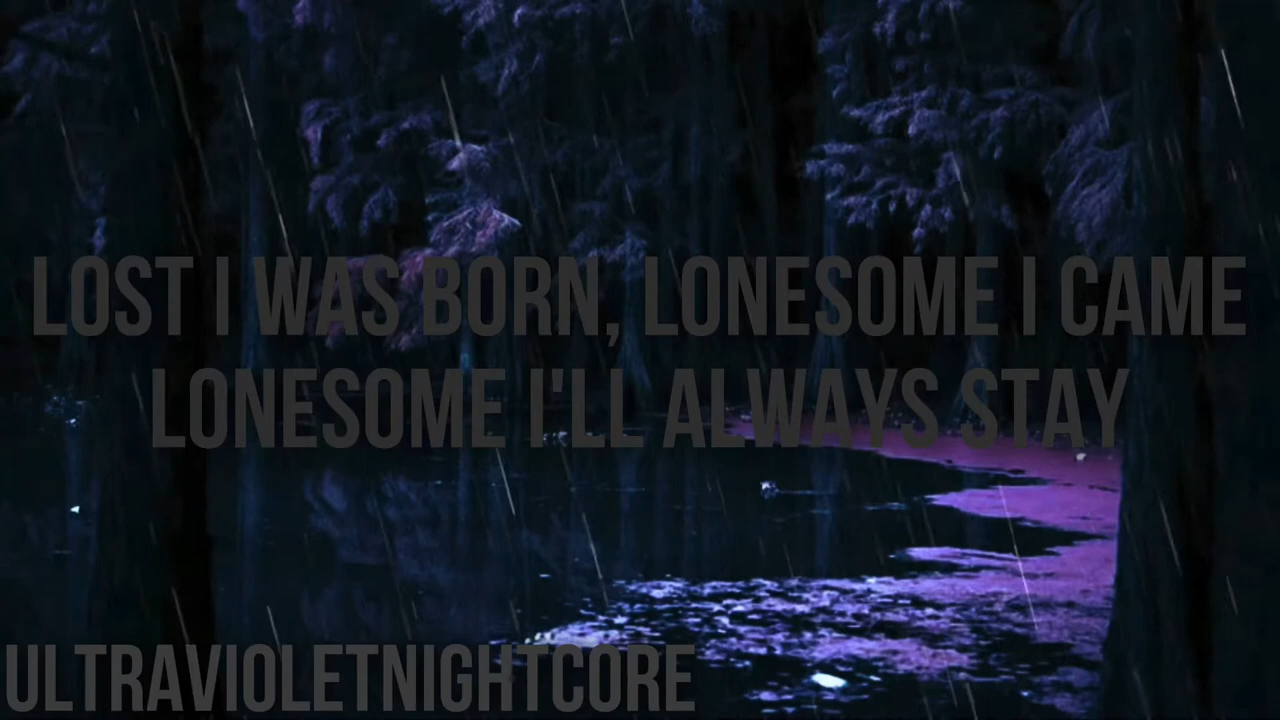 LOST I WAS BORN, LONESOME I CAME
LONESOME I'LL ALWAYS STAY
ULTRAVIOLETNIGHTCORE